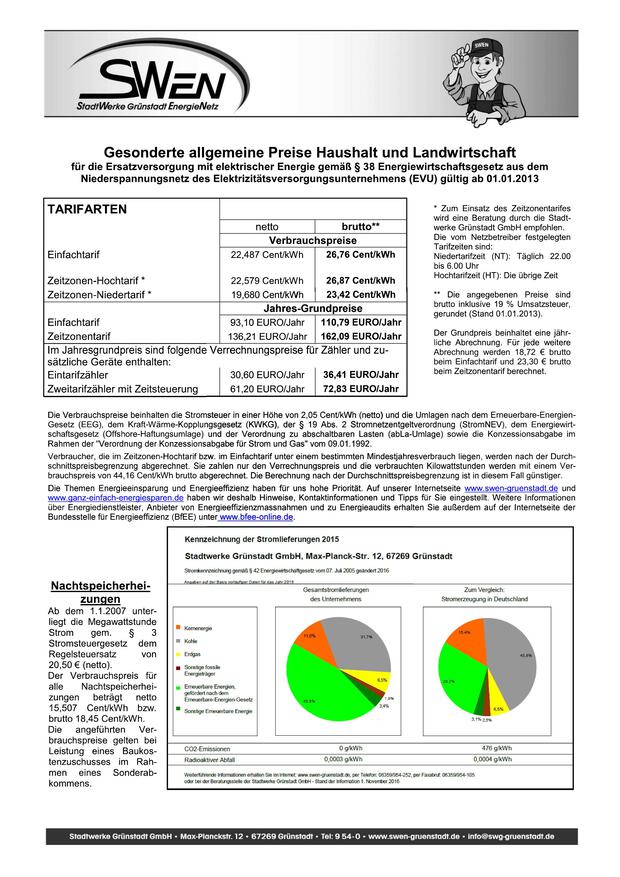 SWEN
StadtWerke Grünstadt EnergieNetz
SWEN
Gesonderte allgemeine Preise Haushalt und Landwirtschaft
für die Ersatzversorgung mit elektrischer Energie gemäß § 38 Energiewirtschaftsgesetz aus dem
Niederspannungsnetz des Elektrizitätsversorgungsunternehmens (EVU) gültig ab 01.01.2013
TARIFARTEN
netto brutto**
Verbrauchspreise
Einfachtarif 22,487 Cent/kWh 26,76 Cent/kWh
Zeitzonen-Hochtarif * 22,579 Cent/kWh 26,87 Cent/kWh
Zeitzonen-Niedertarif * 19,680 Cent/kWh 23,42 Cent/kWh
Jahres-Grundpreise
Einfachtarif 93,10 EURO/Jahr 110,79 EURO/Jahr
Zeitzonentarif 136,21 EURO/Jahr 162,09 EURO/Jahr
Im Jahresgrundpreis sind folgende Verrechnungspreise für Zähler und zu-
sätzliche Geräte enthalten:
Eintarifzähler 30,60 EURO/Jahr 36,41 EURO/Jahr
Zweitarifzähler mit Zeitsteuerung 61,20 EURO/Jahr 72,83 EURO/Jahr
* Zum Einsatz des Zeitzonentarifes
wird eine Beratung durch die Stadt-
werke Grünstadt GmbH empfohlen.
Die vom Netzbetreiber festgelegten
Tarifzeiten sind:
Niedertarifzeit (NT): Täglich 22.00
bis 6.00 Uhr
Hochtarifzeit (HT): Die übrige Zeit
** Die angegebenen Preise sind
brutto inklusive 19 % Umsatzsteuer,
gerundet (Stand 01.01.2013).
Der Grundpreis beinhaltet eine jähr-
liche Abrechnung. Für jede weitere
Abrechnung werden 18,72 € brutto
beim Einfachtarif und 23,30 € brutto
beim Zeitzonentarif berechnet.
Die Verbrauchspreise beinhalten die Stromsteuer in einer Höhe von 2,05 Cent/kWh (netto) und die Umlagen nach dem Erneuerbare-Energien-
Gesetz (EEG), dem Kraft-Wärme-Kopplungsgesetz (KWKG), der § 19 Abs. 2 Stromnetzentgeltverordnung (StromNEV), dem Energiewirt-
schaftsgesetz (Offshore-Haftungsumlage) und der Verordnung zu abschaltbaren Lasten (abLa-Umlage) sowie die Konzessionsabgabe im
Rahmen der "Verordnung der Konzessionsabgabe für Strom und Gas" vom 09.01.1992.
Verbraucher, die im Zeitzonen-Hochtarif bzw. im Einfachtarif unter einem bestimmten Mindestjahresverbrauch liegen, werden nach der Durch-
schnittspreisbegrenzung abgerechnet. Sie zahlen nur den Verrechnungspreis und die verbrauchten Kilowattstunden werden mit einem Ver-
brauchspreis von 44,16 Cent/kWh brutto abgerechnet. Die Berechnung nach der Durchschnittspreisbegrenzung ist in diesem Fall günstiger.
Die Themen Energieeinsparung und Energieeffizienz haben für uns hohe Priorität. Auf unserer Internetseite www.swen-gruenstadt.de und
www.ganz-einfach-energiesparen.de haben wir deshalb Hinweise, Kontaktinformationen und Tipps für Sie eingestellt. Weitere Informationen
über Energiedienstleister, Anbieter von Energieeffizienzmassnahmen und zu Energieaudits erhalten Sie außerdem auf der Internetseite der
Bundesstelle für Energieeffizienz (BfEE) unter www.bfee-online.de.
Nachtspeicherhei-
zungen
Ab dem 1.1.2007 unter-
liegt die Megawattstunde
Strom gem. § 3
Stromsteuergesetz dem
Regelsteuersatz von
20,50 € (netto).
Der Verbrauchspreis für
alle Nachtspeicherhei-
zungen beträgt netto
15,507 Cent/kWh bzw.
brutto 18,45 Cent/kWh.
Die angeführten Ver-
brauchspreise gelten bei
Leistung eines Baukos-
tenzuschusses im Rah-
men eines Sonderab-
kommens.
Kennzeichnung der Stromlieferungen 2015
Stadtwerke Grünstadt GmbH, Max-Planck-Str. 12, 67269 Grünstadt
Stromkennzeichnung gemäß § 42 Energiewirtschaftsgesetz vom 07. Juli 2005 geändert 2016
Angaben auf der Basis vorläufiger Daten für das Jahr 2015
Gesamtstromlieferungen
des Unternehmens
Zum Vergleich:
Stromerzeugung in Deutschland
Kernenergie
Kohle
Erdgas
Sonstige fossile
Energieträger
Erneuerbare Energien,
gefördert nach dem
Erneuerbare-Energien-Gesetz
Sonstige Erneuerbare Energie
31,7%
6,5%
3,4%
15,4%
6,5%
3,1%
CO2-Emissionen 0 g/kWh 476 g/kWh
Radioaktiver Abfall 0,0003 g/kWh 0,0004 g/kWh
Weiterführende Informationen erhalten Sie im Internet: www.swen-gruenstadt.de, per Telefon: 06359/954-252, per Faxabruf: 06359/954-105
oder bei der Beratungsstelle der Stadtwerke Grünstadt GmbH - Stand der Information 1. November 2016
Stadtwerke Grünstadt GmbH • Max-Planckstr. 12 • 67269 Grünstadt • Tel: 9 54-0 • www.swen-gruenstadt.de • info@swg-gruenstadt.de